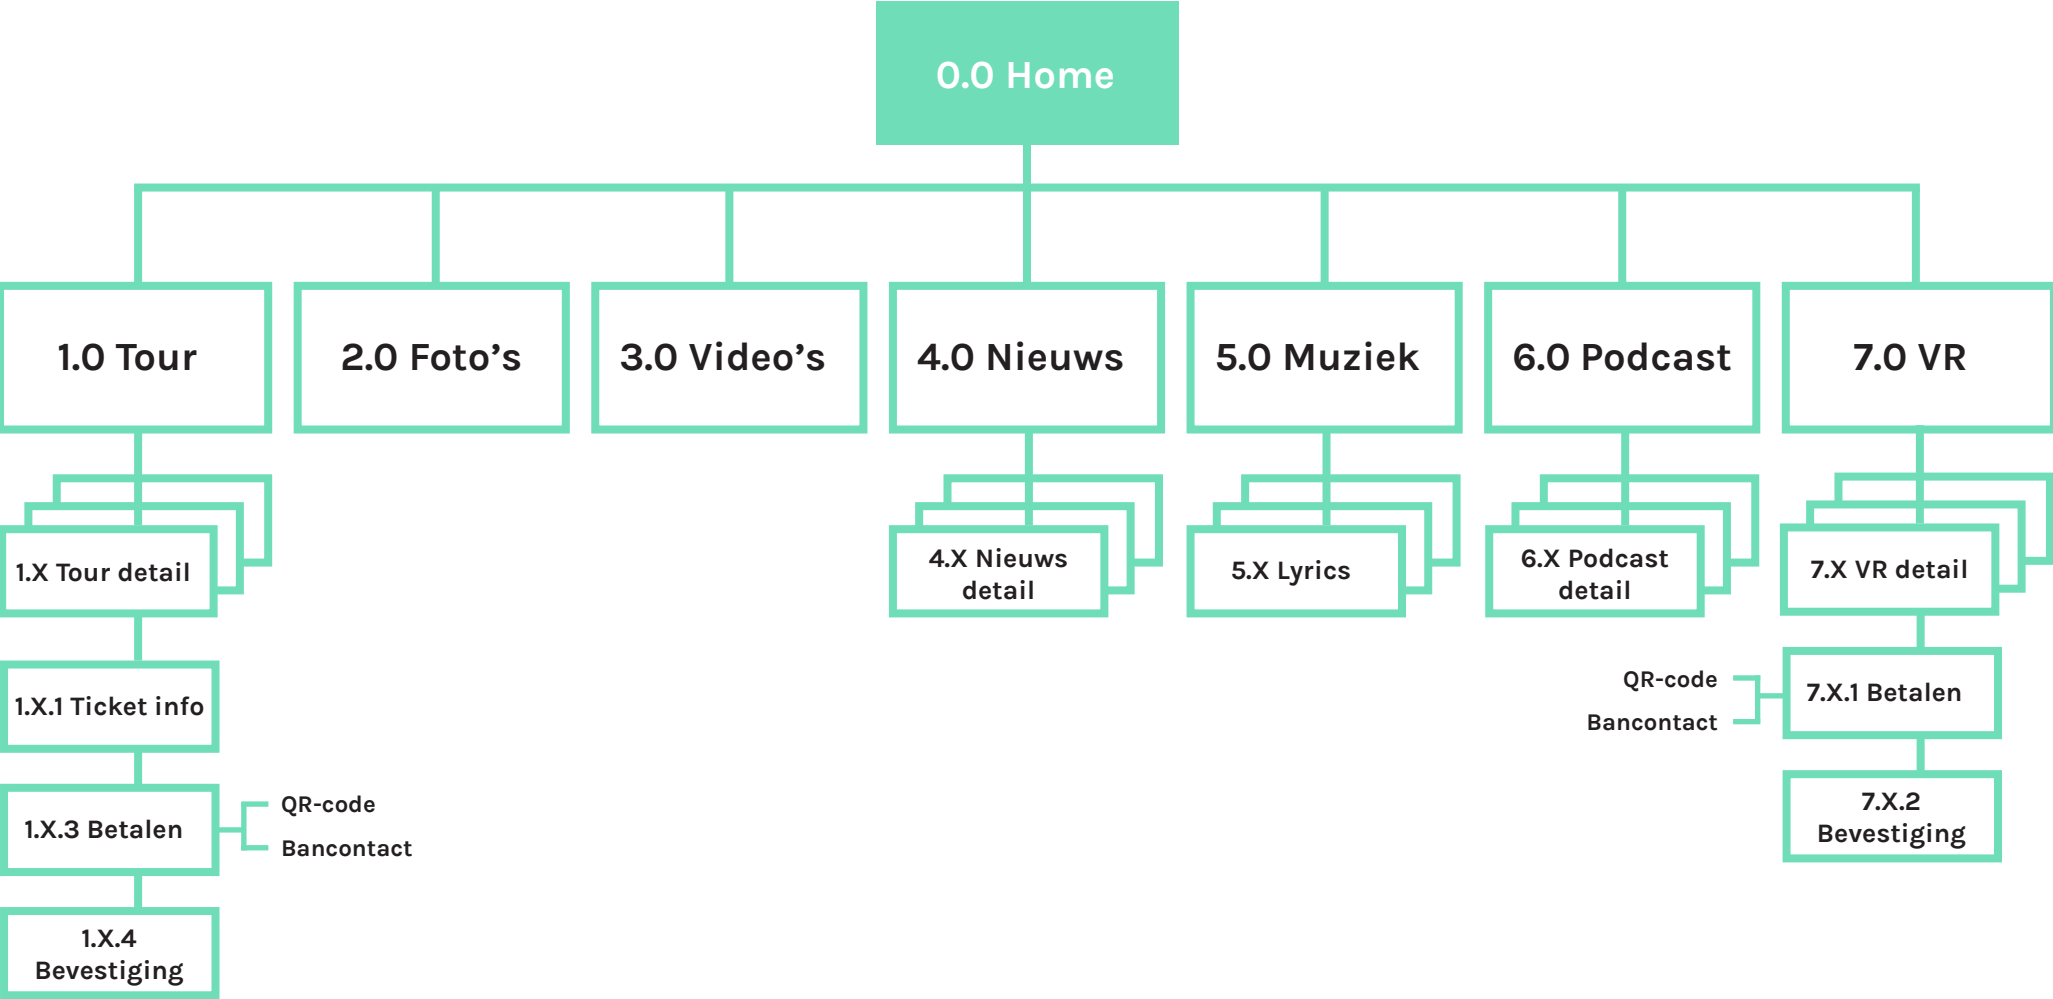 0.0 Home
1.0 Tour
2.0 Foto’s
3.0 Video’s
4.0 Nieuws
5.0 Muziek
6.0 Podcast
7.0 VR
1.X Tour detail
4.X Nieuws
detail
5.X Lyrics
6.X Podcast
detail
7.X VR detail
1.X.1 Ticket info
QR-code
Bancontact
7.X.1 Betalen
1.X.3 Betalen
QR-code
Bancontact
7.X.2
Bevestiging
1.X.4
Bevestiging